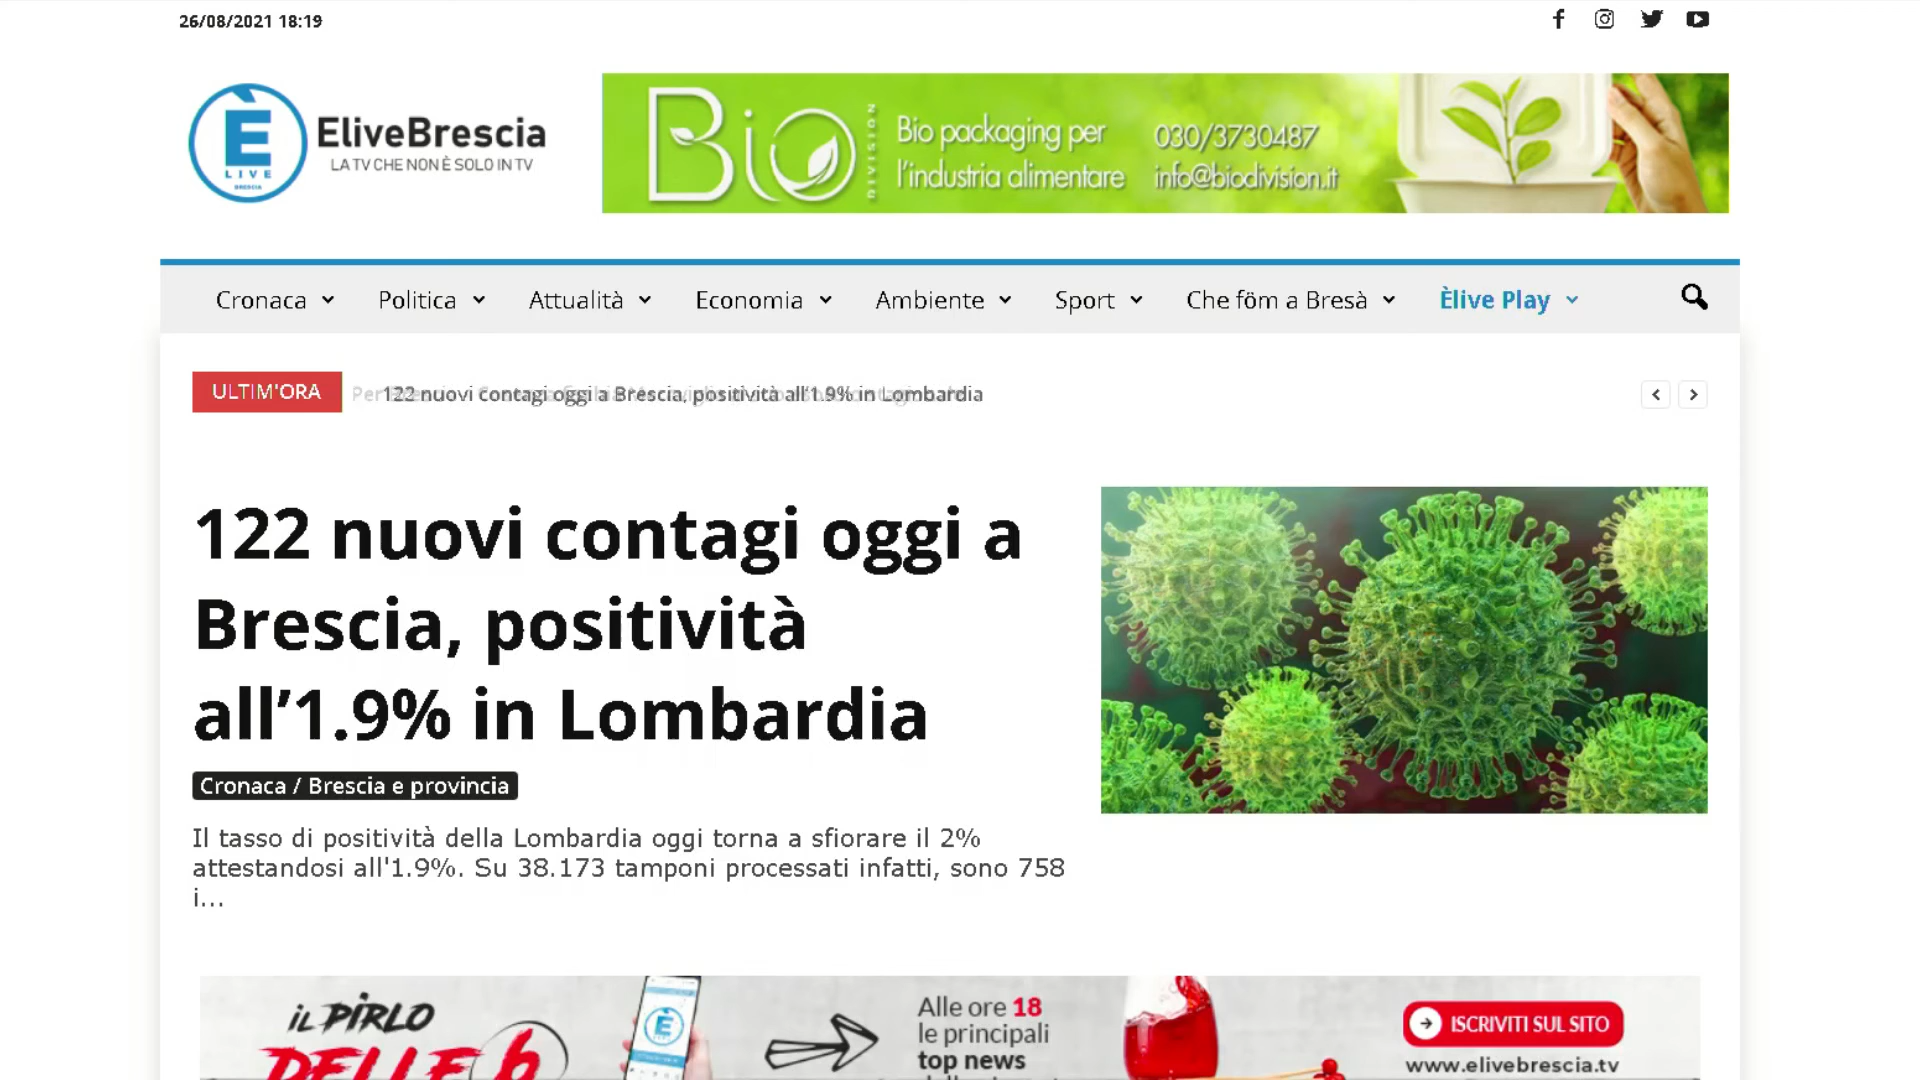 26/08/2021 18:19
È
LIVE
BRESCIA
EliveBrescia
LA TV CHE NON È SOLO IN TV
Bio
DIVISION
Bio packaging per
l'industria alimentare
030/3730487
info@biodivision.it
Cronaca
Politica
Attualità
Economia
Ambiente
Sport
Che föm a Bresà
Èlive Play
ULTIM'ORA
122 nuovi contagi oggi a Brescia, positività all'1.9% in Lombardia
122 nuovi contagi oggi a
Brescia, positività
all’1.9% in Lombardia
Cronaca / Brescia e provincia
Il tasso di positività della Lombardia oggi torna a sfiorare il 2%
attestandosi all'1.9%. Su 38.173 tamponi processati infatti, sono 758
i...
iL PIRLO
DELLE 6
Alle ore 18
le principali
top news
ISCRIVITI SUL SITO
www.elivebrescia.tv